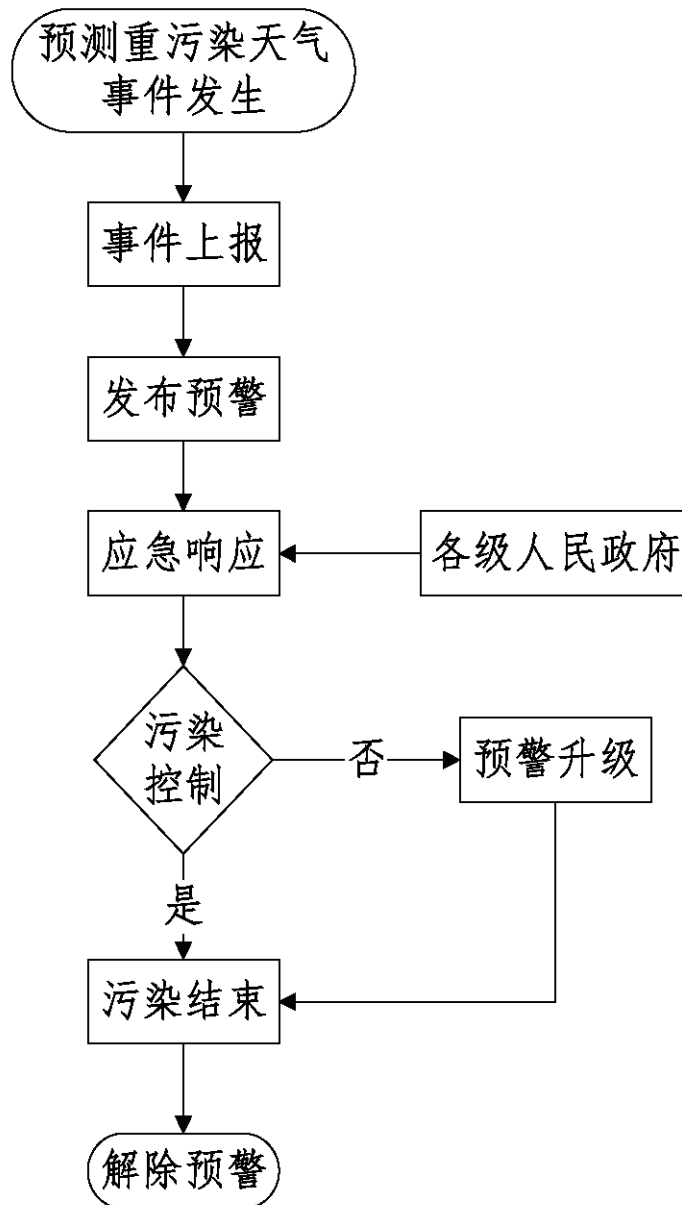 预测重污染天气
事件发生
事件上报
发布预警
应急响应
各级人民政府
污染
控制
否
预警升级
是
污染结束
解除预警